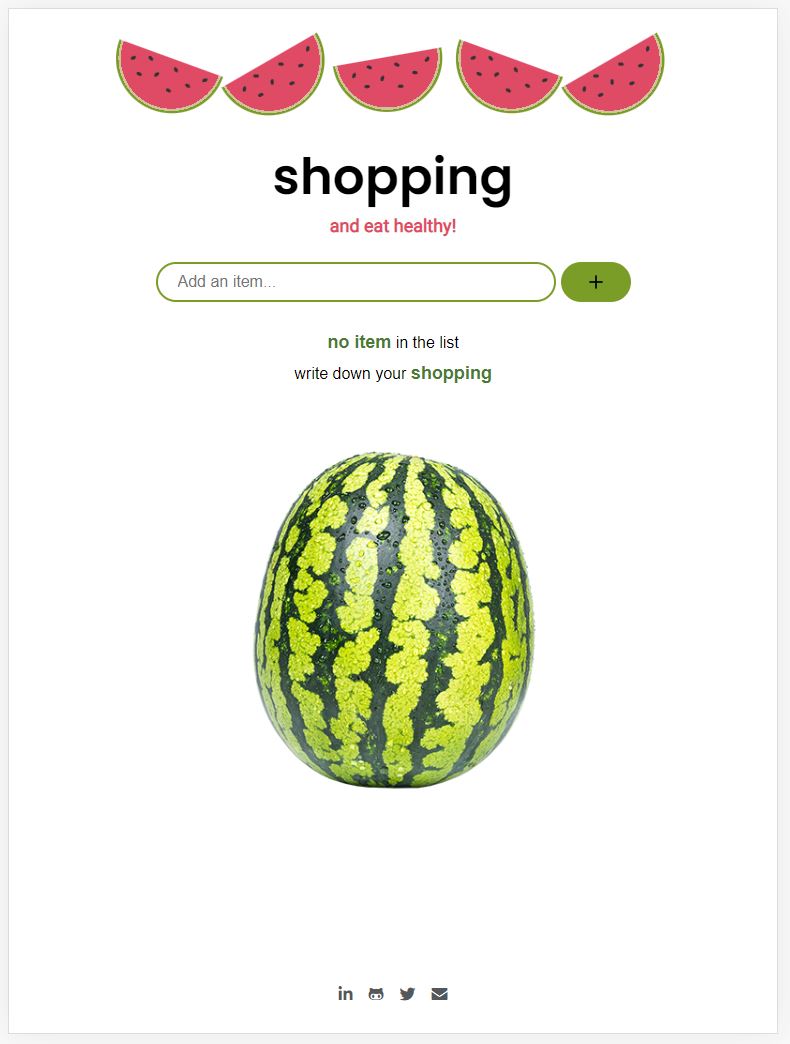 shopping
and eat healthy!
Add an item...
+
no item in the list
write down your shopping
in